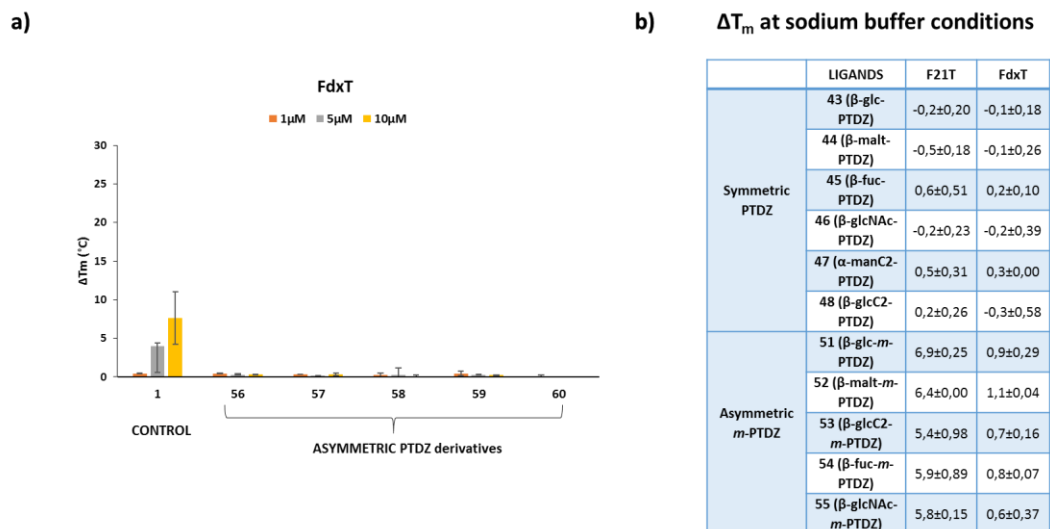 a)
FdxT
1µM 5µM 10µM
30
25
20
15
10
5
0
ΔTm (°C)
1 56 57 58 59 60
CONTROL
ASYMMETRIC PTDZ derivatives
b)
ΔTm at sodium buffer conditions
LIGANDS F21T FdxT
Symmetric
PTDZ
43 (β-glc-
PTDZ)
-0,2±0,20 -0,1±0,18
44 (β-malt-
PTDZ)
-0,5±0,18 -0,1±0,26
45 (β-fuc-
PTDZ)
0,6±0,51 0,2±0,10
46 (β-glcNAc-
PTDZ)
-0,2±0,23 -0,2±0,39
47 (α-manC2-
PTDZ)
0,5±0,31 0,3±0,00
48 (β-glcC2-
PTDZ)
0,2±0,26 -0,3±0,58
Asymmetric
m-PTDZ
51 (β-glc-m-
PTDZ)
6,9±0,25 0,9±0,29
52 (β-malt-m-
PTDZ)
6,4±0,00 1,1±0,04
53 (β-glcC2-
m-PTDZ)
5,4±0,98 0,7±0,16
54 (β-fuc-m-
PTDZ)
5,9±0,89 0,8±0,07
55 (β-glcNAc-
m-PTDZ)
5,8±0,15 0,6±0,37